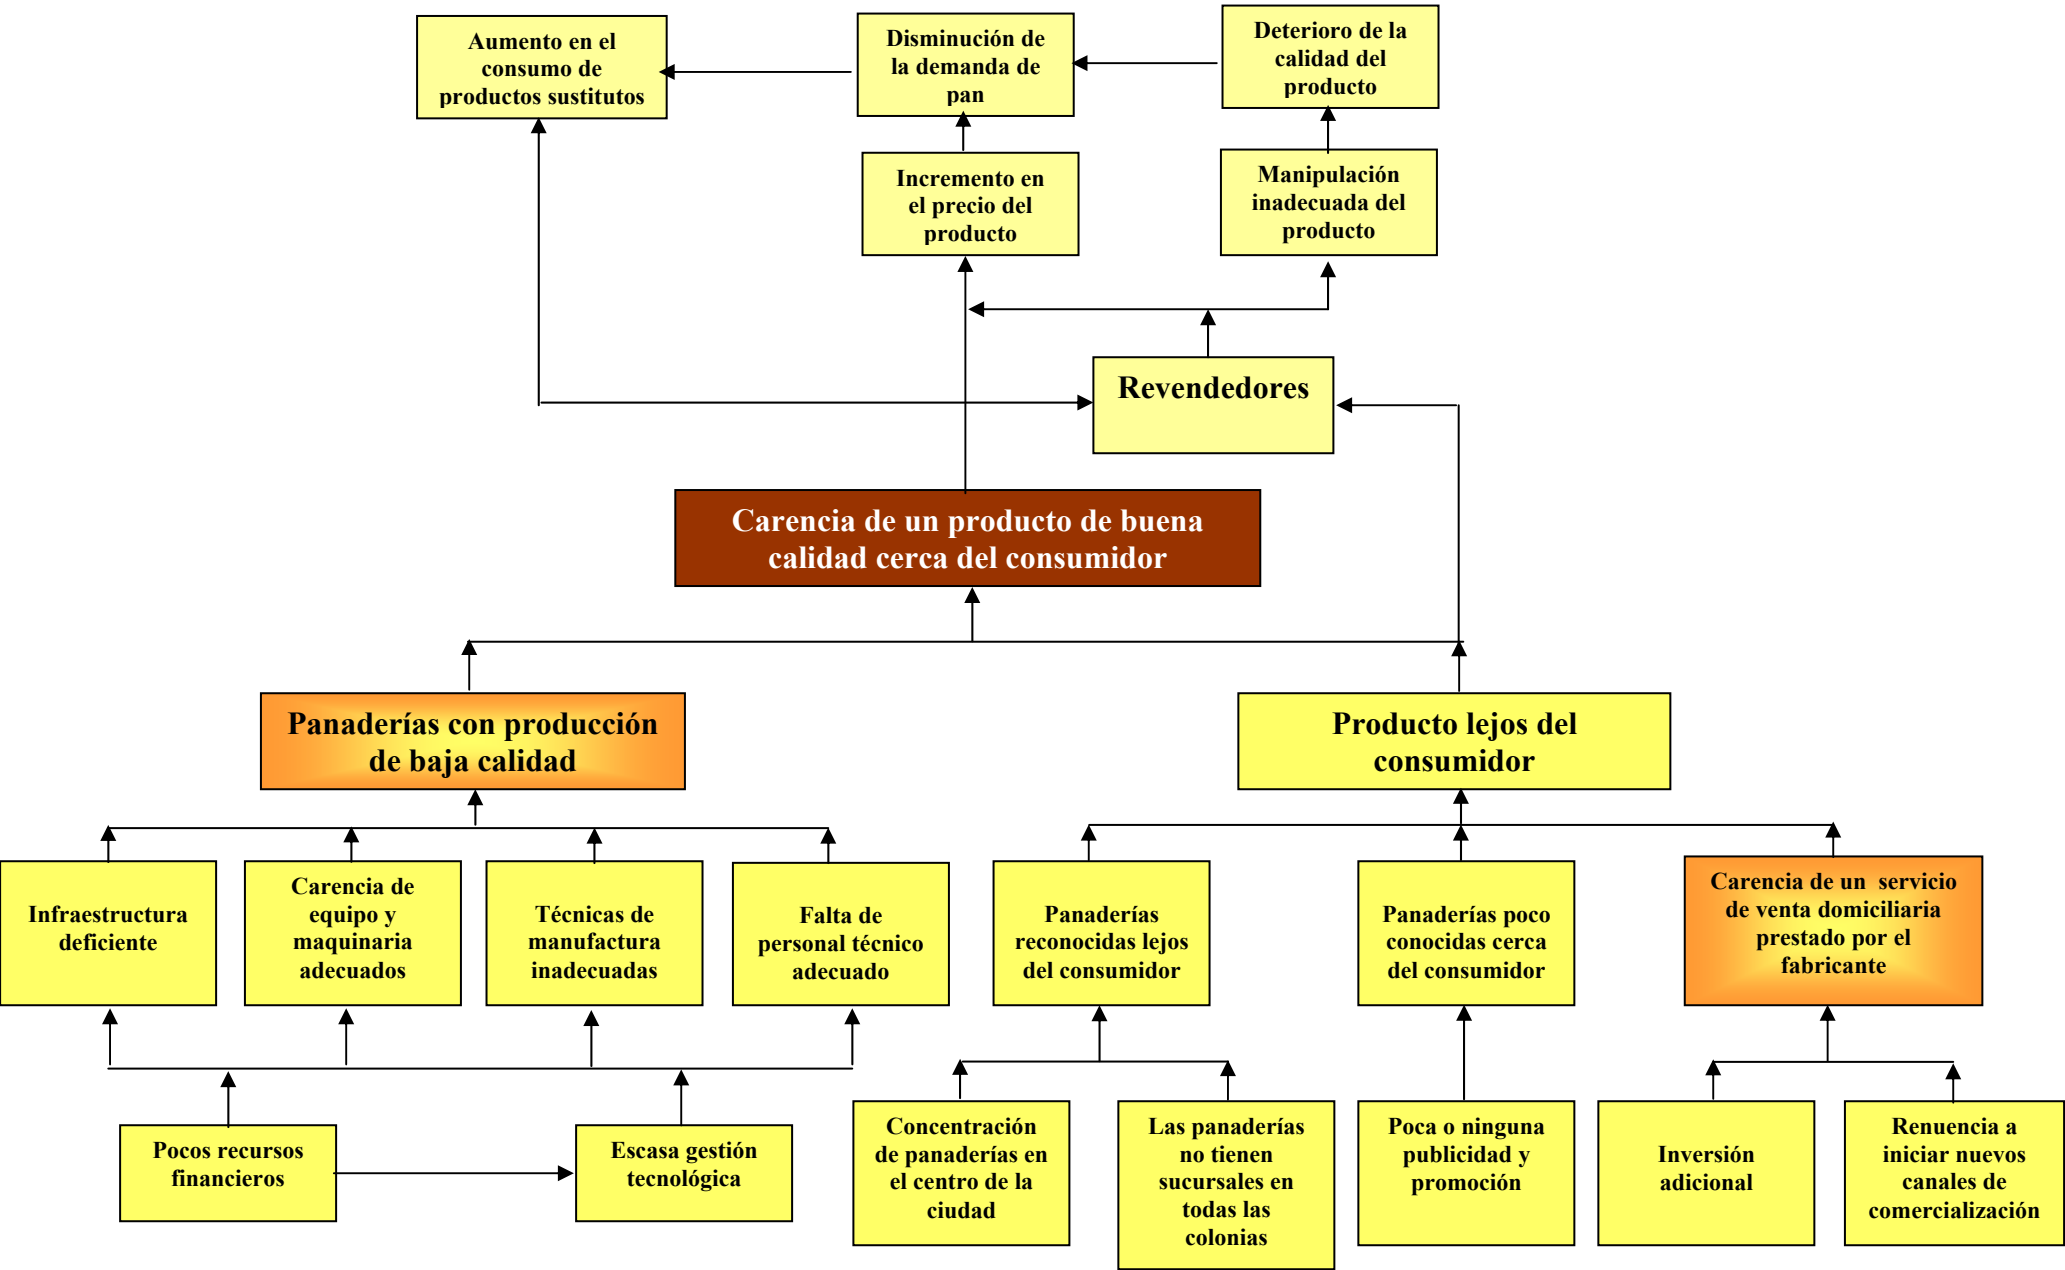 Aumento en el
consumo de
productos sustitutos
Disminución de
la demanda de
pan
Deterioro de la
calidad del
producto
Incremento en
el precio del
producto
Manipulación
inadecuada del
producto
Revendedores
Carencia de un producto de buena
calidad cerca del consumidor
Panaderías con producción
de baja calidad
Producto lejos del
consumidor
Infraestructura
deficiente
Carencia de
equipo y
maquinaria
adecuados
Técnicas de
manufactura
inadecuadas
Falta de
personal técnico
adecuado
Panaderías
reconocidas lejos
del consumidor
Panaderías poco
conocidas cerca
del consumidor
Carencia de un  servicio
de venta domiciliaria
prestado por el
fabricante
Pocos recursos
financieros
Escasa gestión
tecnológica
Concentración
de panaderías en
el centro de la
ciudad
Las panaderías
no tienen
sucursales en
todas las
colonias
Poca o ninguna
publicidad y
promoción
Inversión
adicional
Renuencia a
iniciar nuevos
canales de
comercialización